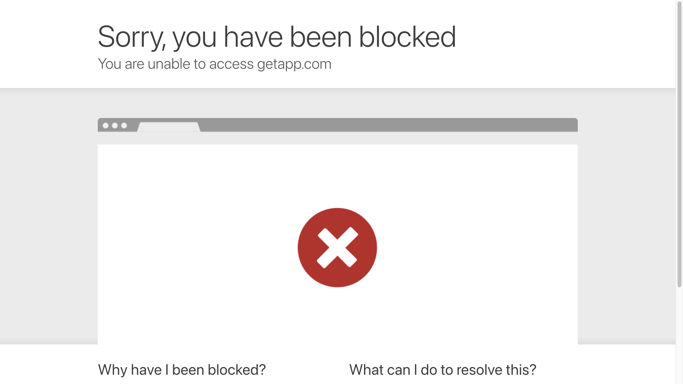 Sorry, you have been blocked
You are unable to access getapp.com
Why have I been blocked?
What can I do to resolve this?